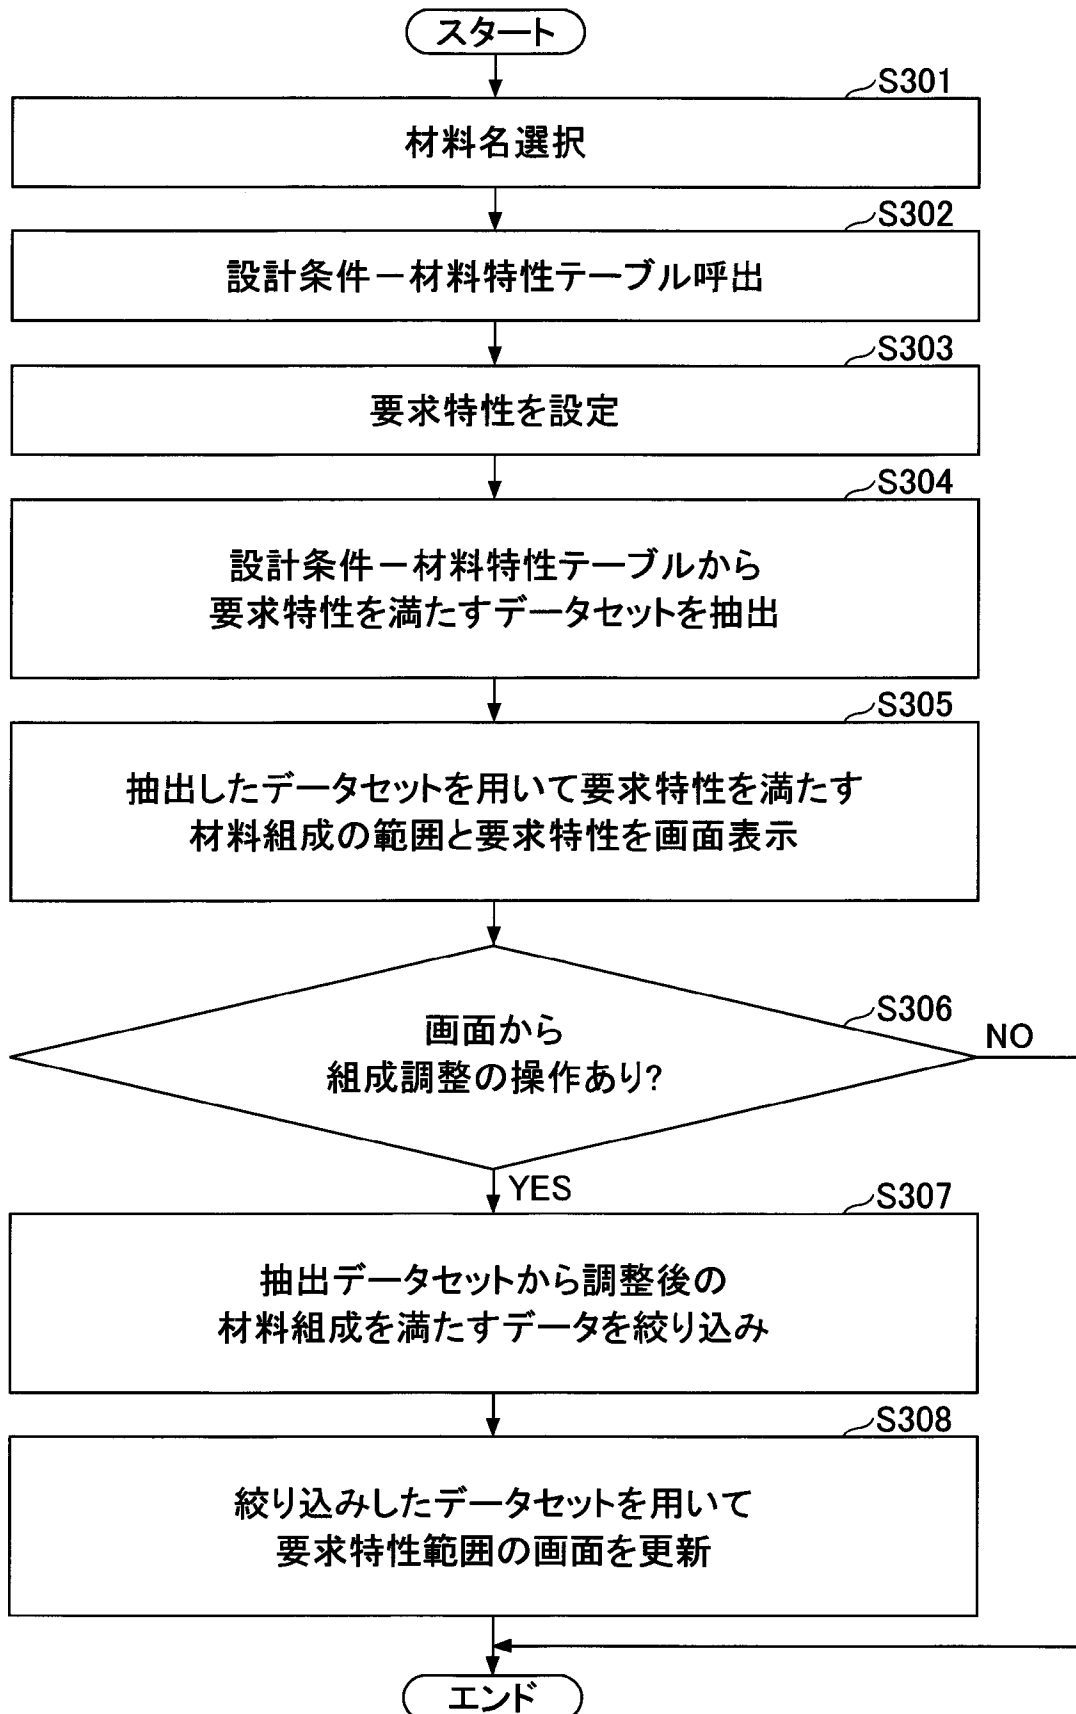 スタート
S301
材料名選択
S302
設計条件－材料特性テーブル呼出
S303
要求特性を設定
S304
設計条件－材料特性テーブルから
要求特性を満たすデータセットを抽出
S305
抽出したデータセットを用いて要求特性を満たす
材料組成の範囲と要求特性を画面表示
S306
画面から
組成調整の操作あり?
NO
YES
S307
抽出データセットから調整後の
材料組成を満たすデータを絞り込み
S308
絞り込みしたデータセットを用いて
要求特性範囲の画面を更新
エンド